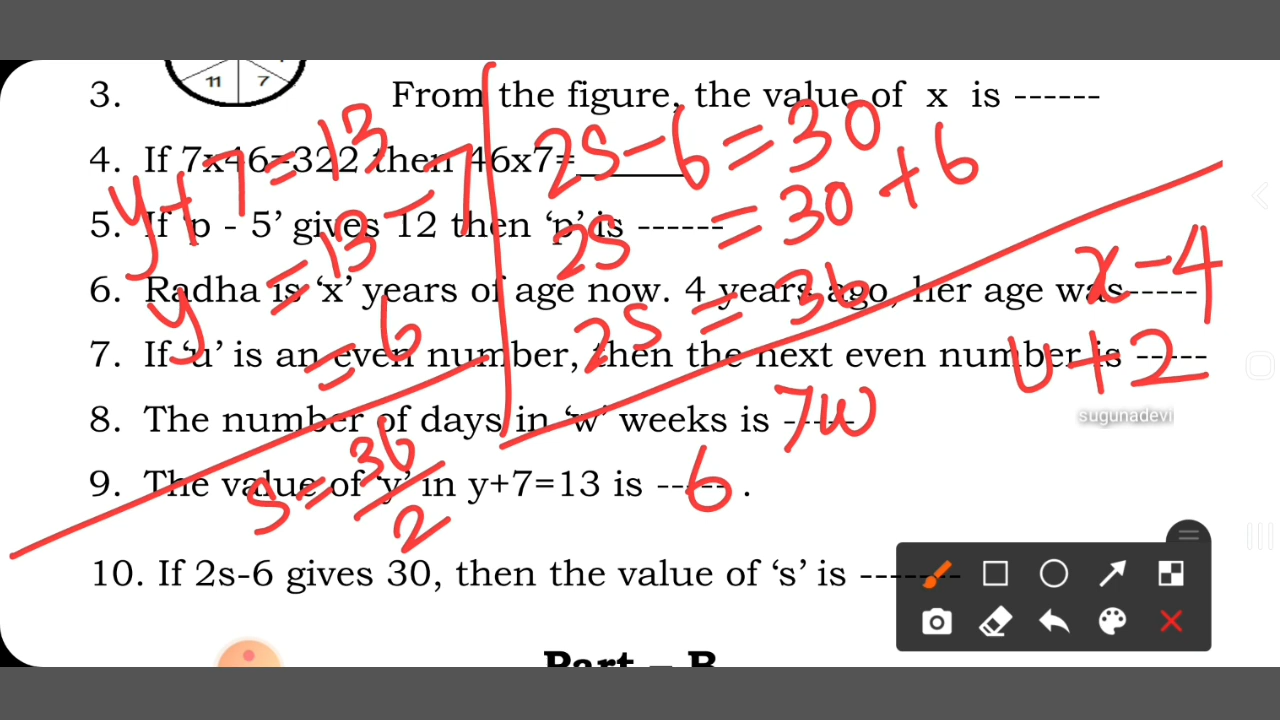 11 7
3. From the figure, the value of x is ------
4. If 7x46=322 then 46x7=______
5. If 'p - 5' gives 12 then 'p' is ------
6. Radha is 'x' years of age now. 4 years ago, her age was-----
x-4
7. If 'u' is an even number, then the next even number is -----
u+2
sugunadevi
8. The number of days in 'w' weeks is -----
7w
9. The value of 'y' in y+7=13 is ----- .
6
10. If 2s-6 gives 30, then the value of 's' is --------
Part – B
y+7=13
y =13-7
=6
2s-6=30
2s =30+6
2s =36
s=36/2